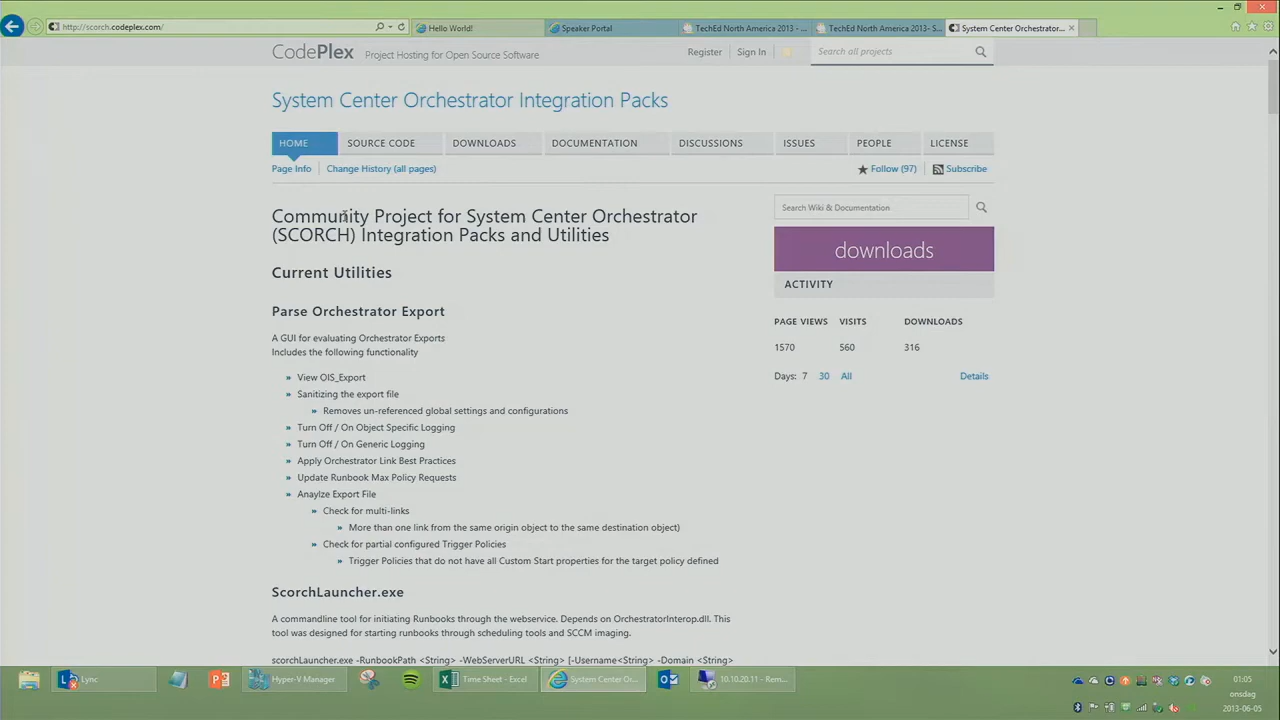 http://scorch.codeplex.com/
Hello World!
Speaker Portal
TechEd North America 2013 - ...
TechEd North America 2013- S...
System Center Orchestrator...
CodePlex Project Hosting for Open Source Software
Register
Sign In
Search all projects
System Center Orchestrator Integration Packs
HOME
SOURCE CODE
DOWNLOADS
DOCUMENTATION
DISCUSSIONS
ISSUES
PEOPLE
LICENSE
Page Info
Change History (all pages)
Follow (97)
Subscribe
Community Project for System Center Orchestrator
(SCORCH) Integration Packs and Utilities
Current Utilities
Parse Orchestrator Export
A GUI for evaluating Orchestrator Exports
Includes the following functionality
» View OIS_Export
» Sanitizing the export file
» Removes un-referenced global settings and configurations
» Turn Off / On Object Specific Logging
» Turn Off / On Generic Logging
» Apply Orchestrator Link Best Practices
» Update Runbook Max Policy Requests
» Anaylze Export File
» Check for multi-links
» More than one link from the same origin object to the same destination object)
» Check for partial configured Trigger Policies
» Trigger Policies that do not have all Custom Start properties for the target policy defined
ScorchLauncher.exe
A commandline tool for initiating Runbooks through the webservice. Depends on OrchestratorInterop.dll. This
tool was designed for starting runbooks through scheduling tools and SCCM imaging.
scorchLauncher.exe -RunbookPath <String> -WebServerURL <String> [-Username<String> -Domain <String>
Search Wiki & Documentation
downloads
ACTIVITY
PAGE VIEWS VISITS DOWNLOADS
1570 560 316
Days: 7 30 All
Details
Lync
Hyper-V Manager
Time Sheet - Excel
System Center Or...
10.10.20.11 - Rem...
01:05
onsdag
2013-06-05